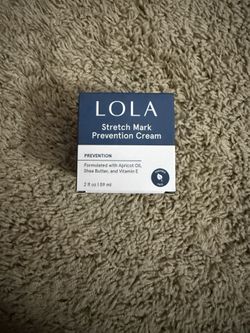 LOLA
Stretch Mark
Prevention Cream
PREVENTION
Formulated with Apricot Oil,
Shea Butter, and Vitamin E
2 fl oz | 59 ml